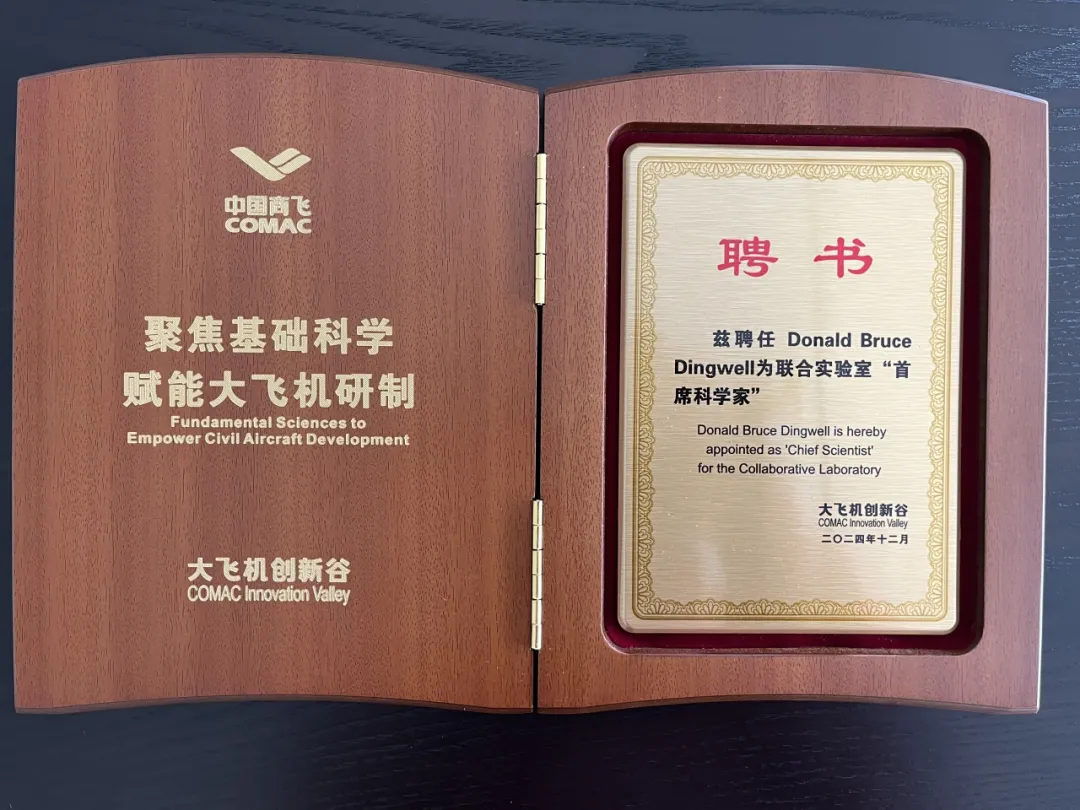 中国商飞
COMAC
聚焦基础科学
赋能大飞机研制
Fundamental Sciences to
Empower Civil Aircraft Development
大飞机创新谷
COMAC Innovation Valley
聘 书
兹聘任 Donald Bruce
Dingwell为联合实验室“首
席科学家”
Donald Bruce Dingwell is hereby
appointed as 'Chief Scientist'
for the Collaborative Laboratory
大飞机创新谷
COMAC Innovation Valley
二〇二四年十二月